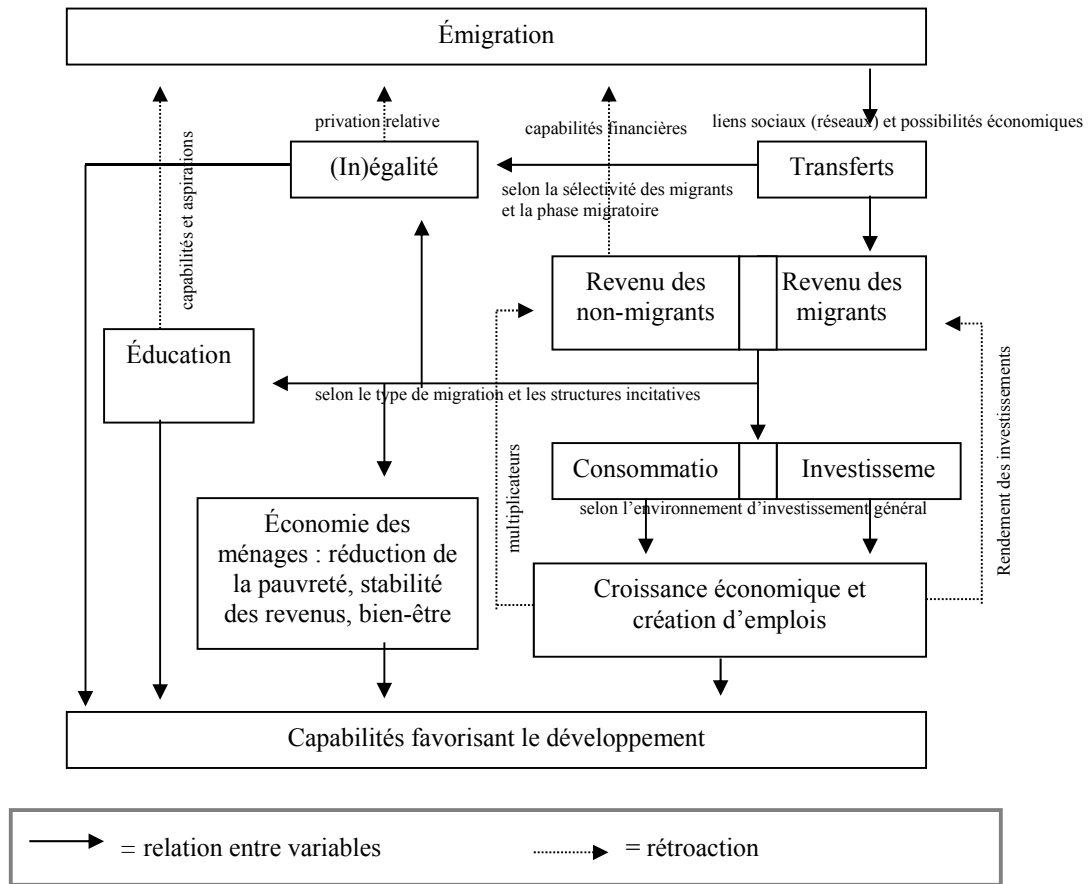 Émigration
privation relative
capabilités financières
liens sociaux (réseaux) et possibilités économiques
capabilités et aspirations
(In)égalité
Transferts
selon la sélectivité des migrants
et la phase migratoire
Revenu des
non-migrants
Revenu des
migrants
Éducation
selon le type de migration et les structures incitatives
multiplicateurs
Rendement des investissements
Consommatio
Investisseme
selon l’environnement d’investissement général
Économie des
ménages : réduction de
la pauvreté, stabilité
des revenus, bien-être
Croissance économique et
création d’emplois
Capabilités favorisant le développement
= relation entre variables
= rétroaction